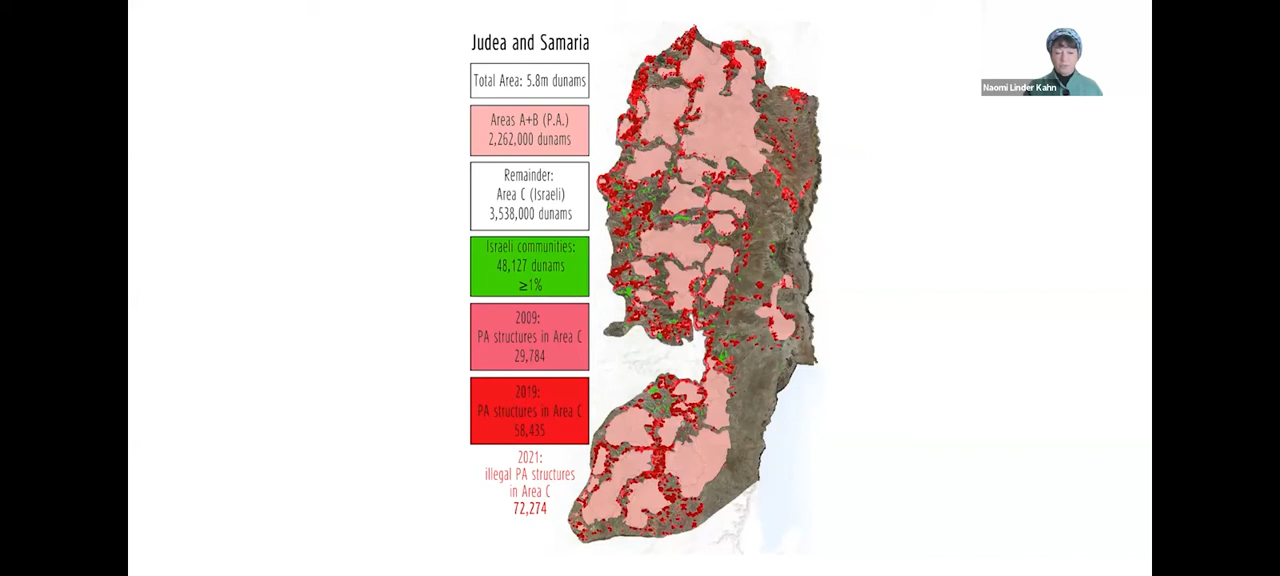 Judea and Samaria
Total Area: 5.8m dunams
Areas A+B (P.A.)
2,262,000 dunams
Remainder:
Area C (Israeli)
3,538,000 dunams
Israeli communities:
48,127 dunams
≥1%
2009:
PA structures in Area C
29,784
2019:
PA structures in Area C
58,435
2021:
illegal PA structures
in Area C
72,274
Naomi Linder Kahn